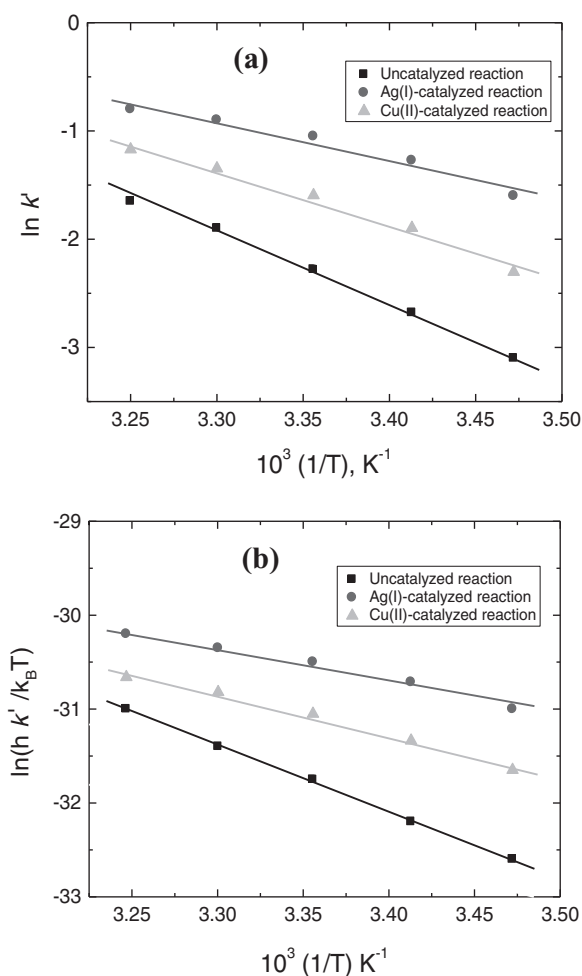 (a)
0
-1
-2
-3
ln k'
Uncatalyzed reaction
Ag(I)-catalyzed reaction
Cu(II)-catalyzed reaction
3.25 3.30 3.35 3.40 3.45 3.50
10³ (1/T), K⁻¹
(b)
-29
-30
-31
-32
-33
ln(h k' /k_BT)
Uncatalyzed reaction
Ag(I)-catalyzed reaction
Cu(II)-catalyzed reaction
3.25 3.30 3.35 3.40 3.45 3.50
10³ (1/T) K⁻¹